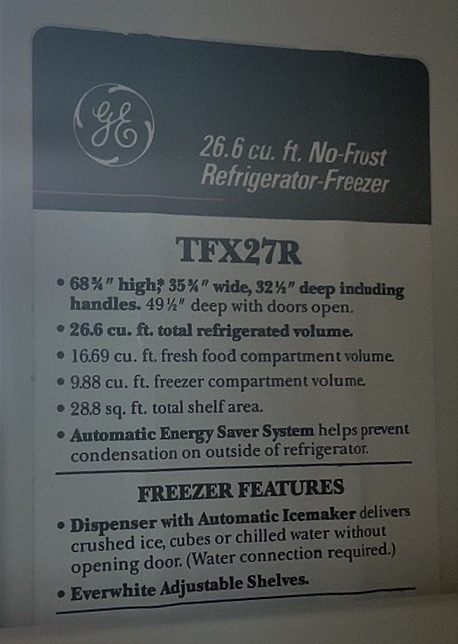 GE
26.6 cu. ft. No-Frost
Refrigerator-Freezer
TFX27R
• 68¾" high; 35¾" wide, 32½" deep including
handles. 49½" deep with doors open.
• 26.6 cu. ft. total refrigerated volume.
• 16.69 cu. ft. fresh food compartment volume.
• 9.88 cu. ft. freezer compartment volume.
• 28.8 sq. ft. total shelf area.
• Automatic Energy Saver System helps prevent
condensation on outside of refrigerator.
FREEZER FEATURES
• Dispenser with Automatic Icemaker delivers
crushed ice, cubes or chilled water without
opening door. (Water connection required.)
• Everwhite Adjustable Shelves.